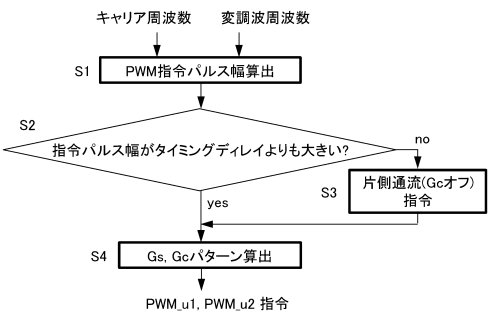 キャリア周波数 変調波周波数
S1
PWM指令パルス幅算出
S2
指令パルス幅がタイミングディレイよりも大きい?
no
S3
片側通流(Gcオフ)
指令
yes
S4
Gs, Gcパターン算出
PWM_u1, PWM_u2 指令